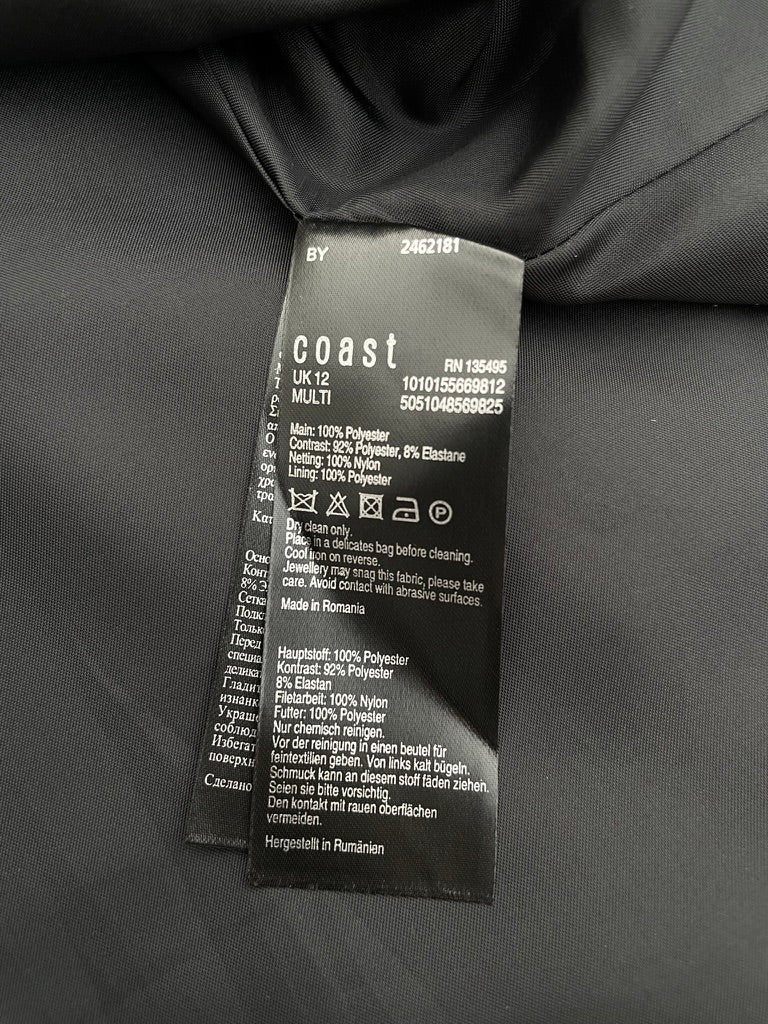 BY 2462181
coast RN 135495
UK 12 1010155669812
MULTI 5051048569825
Main: 100% Polyester
Contrast: 92% Polyester, 8% Elastane
Netting: 100% Nylon
Lining: 100% Polyester
P
Dry clean only.
Place in a delicates bag before cleaning.
Cool iron on reverse.
Jewellery may snag this fabric, please take
care. Avoid contact with abrasive surfaces.
Made in Romania
Hauptstoff: 100% Polyester
Kontrast: 92% Polyester
8% Elastan
Filetarbeit: 100% Nylon
Futter: 100% Polyester
Nur chemisch reinigen.
Vor der reinigung in einen beutel für
feintextilien geben. Von links kalt bügeln.
Schmuck kann an diesem stoff fäden ziehen.
Seien sie bitte vorsichtig.
Den kontakt mit rauen oberflächen
vermeiden.
Hergestellt in Rumänien
8%
Сетка
Сделано